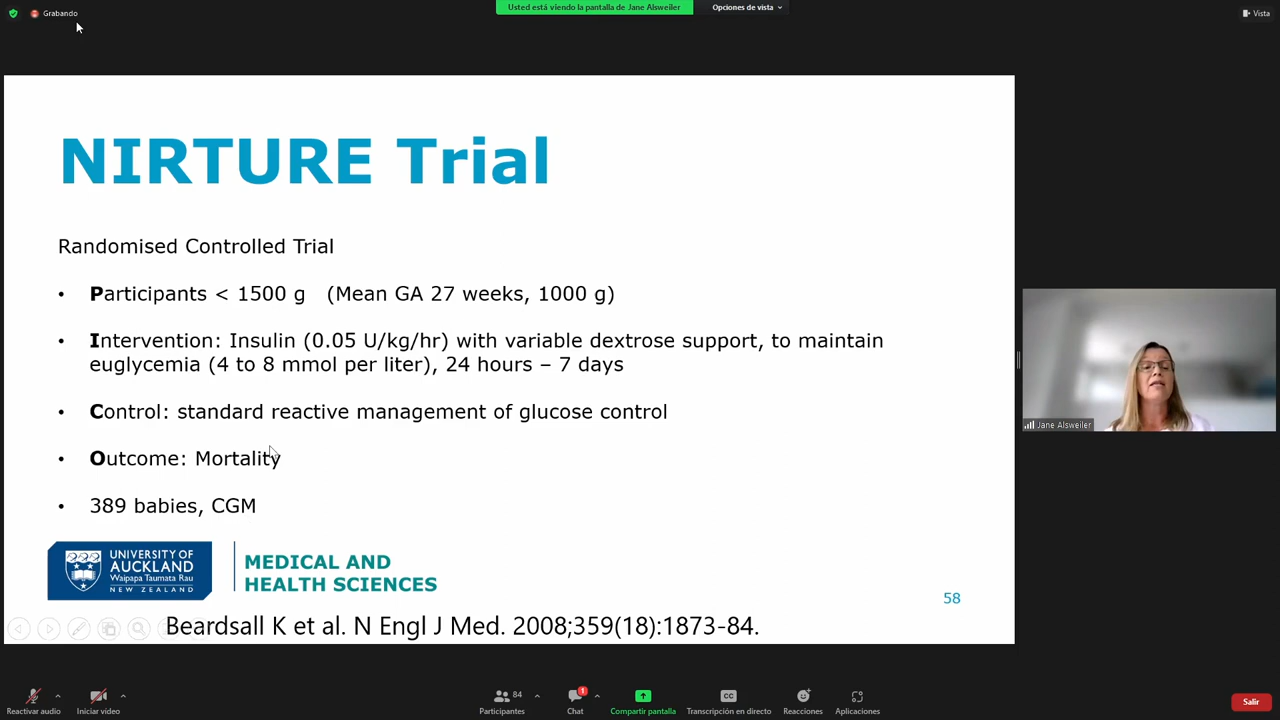 Grabando
Usted está viendo la pantalla de Jane Alsweiler
Opciones de vista
Vista
NIRTURE Trial
Randomised Controlled Trial
• Participants < 1500 g (Mean GA 27 weeks, 1000 g)
• Intervention: Insulin (0.05 U/kg/hr) with variable dextrose support, to maintain
euglycemia (4 to 8 mmol per liter), 24 hours – 7 days
• Control: standard reactive management of glucose control
• Outcome: Mortality
• 389 babies, CGM
UNIVERSITY OF
AUCKLAND
Waipapa Taumata Rau
NEW ZEALAND
MEDICAL AND
HEALTH SCIENCES
58
Beardsall K et al. N Engl J Med. 2008;359(18):1873-84.
Jane Alsweiler
Reactivar audio
Iniciar video
84
Participantes
1
Chat
Compartir pantalla
CC
Transcripción en directo
Reacciones
Aplicaciones
Salir